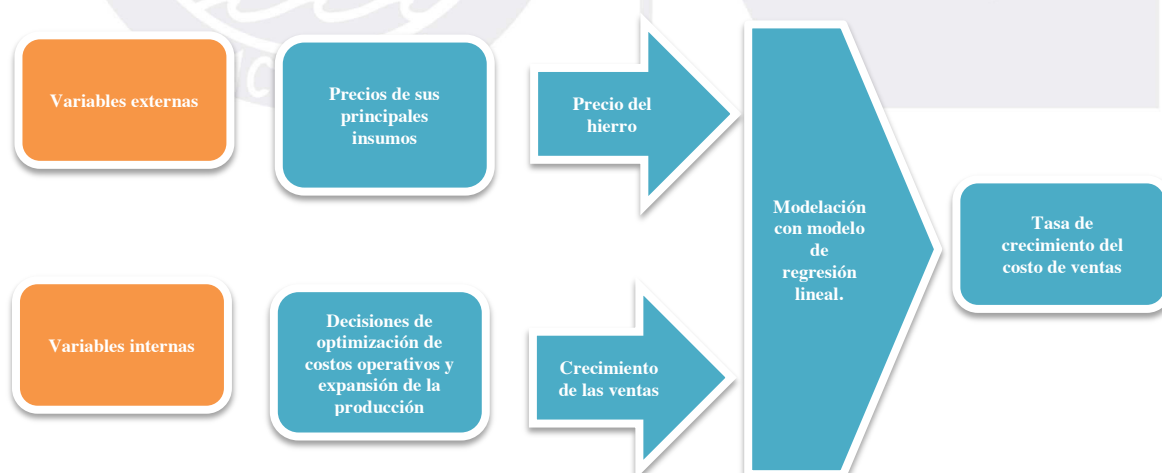 Variables externas
Precios de sus
principales
insumos
Precio del
hierro
Modelación
con modelo
de
regresión
lineal.
Tasa de
crecimiento del
costo de ventas
Variables internas
Decisiones de
optimización de
costos operativos y
expansión de la
producción
Crecimiento
de las ventas